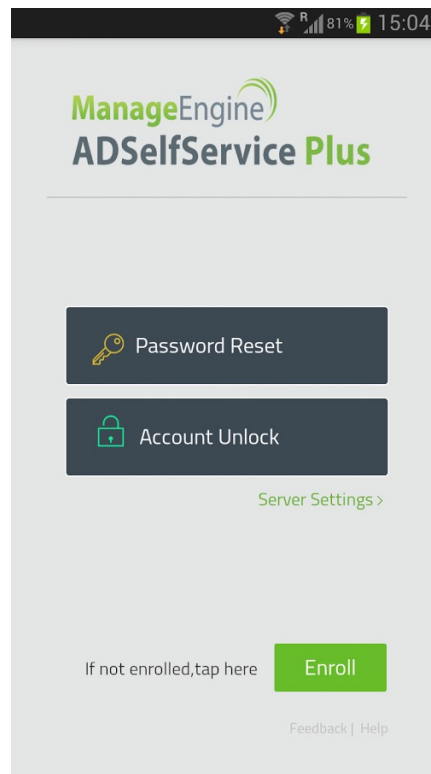 R 81% 15:04
ManageEngine
ADSelfService Plus
Password Reset
Account Unlock
Server Settings >
If not enrolled,tap here Enroll
Feedback | Help